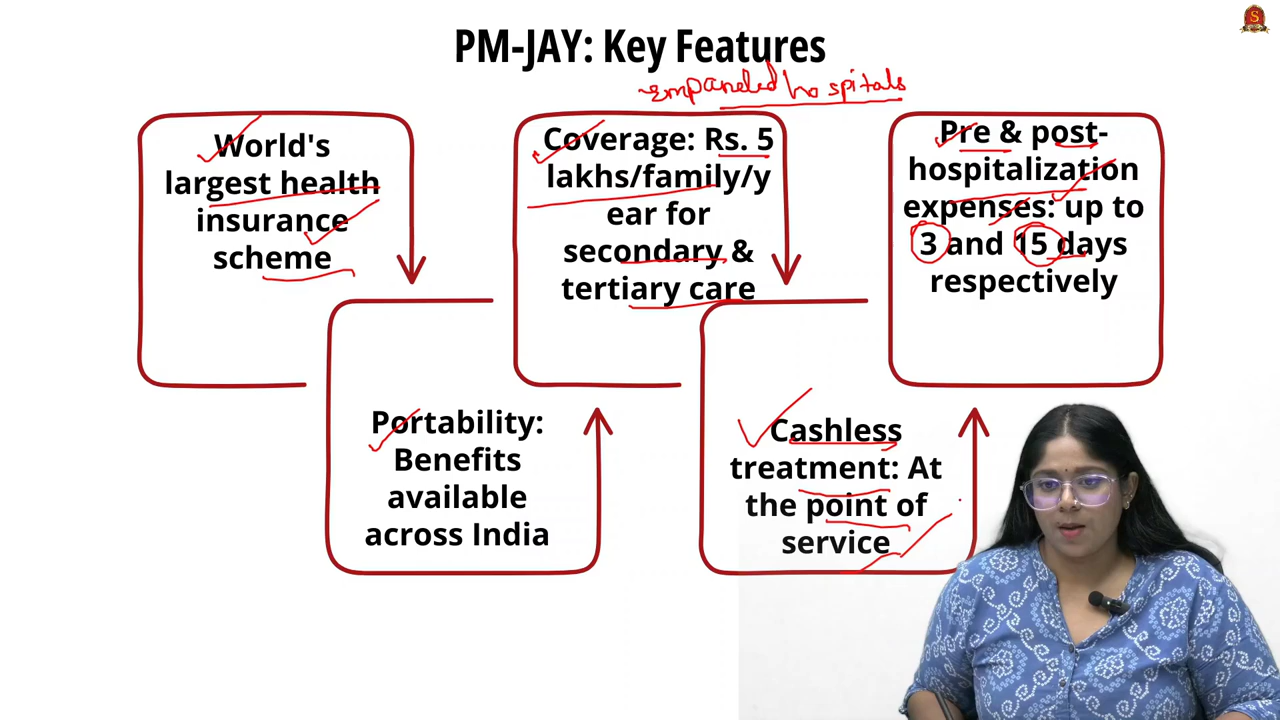 PM-JAY: Key Features
empaneled hospitals
World's
largest health
insurance
scheme
Coverage: Rs. 5
lakhs/family/y
ear for
secondary &
tertiary care
Pre & post-
hospitalization
expenses: up to
3 and 15 days
respectively
Portability:
Benefits
available
across India
Cashless
treatment: At
the point of
service
S